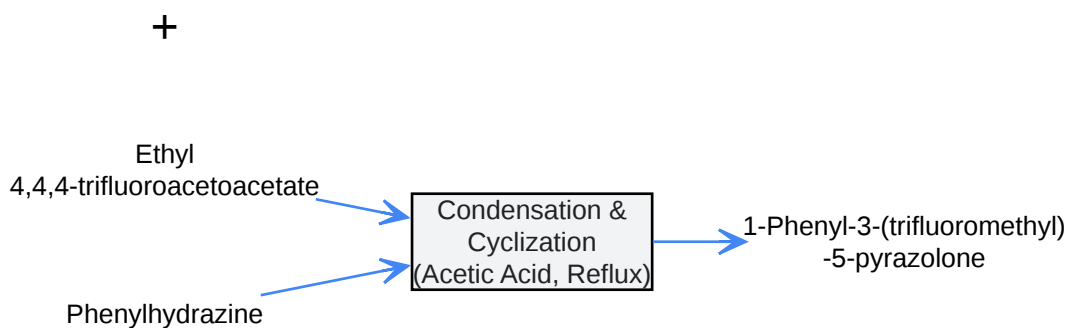 +
Ethyl
4,4,4-trifluoroacetoacetate
Condensation &
Cyclization
(Acetic Acid, Reflux)
1-Phenyl-3-(trifluoromethyl)
-5-pyrazolone
Phenylhydrazine